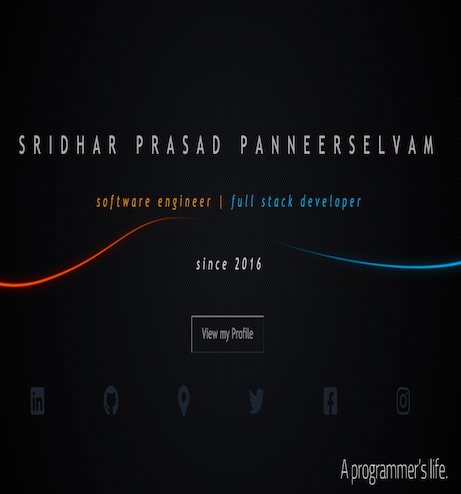 SRIDHAR PRASAD PANNEERSELVAM
software engineer | full stack developer
since 2016
View my Profile
A programmer's life.